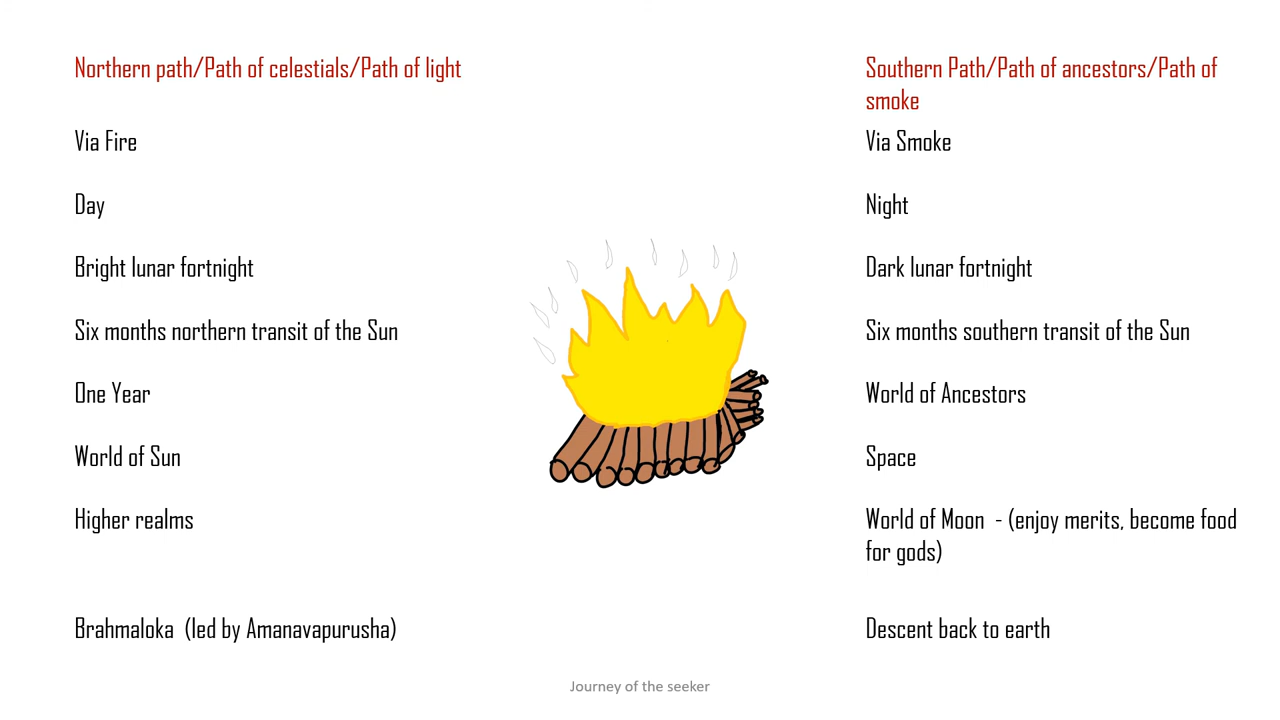 Northern path/Path of celestials/Path of light
Via Fire
Day
Bright lunar fortnight
Six months northern transit of the Sun
One Year
World of Sun
Higher realms
Brahmaloka  (led by Amanavapurusha)
Southern Path/Path of ancestors/Path of
smoke
Via Smoke
Night
Dark lunar fortnight
Six months southern transit of the Sun
World of Ancestors
Space
World of Moon  - (enjoy merits, become food
for gods)
Descent back to earth
Journey of the seeker